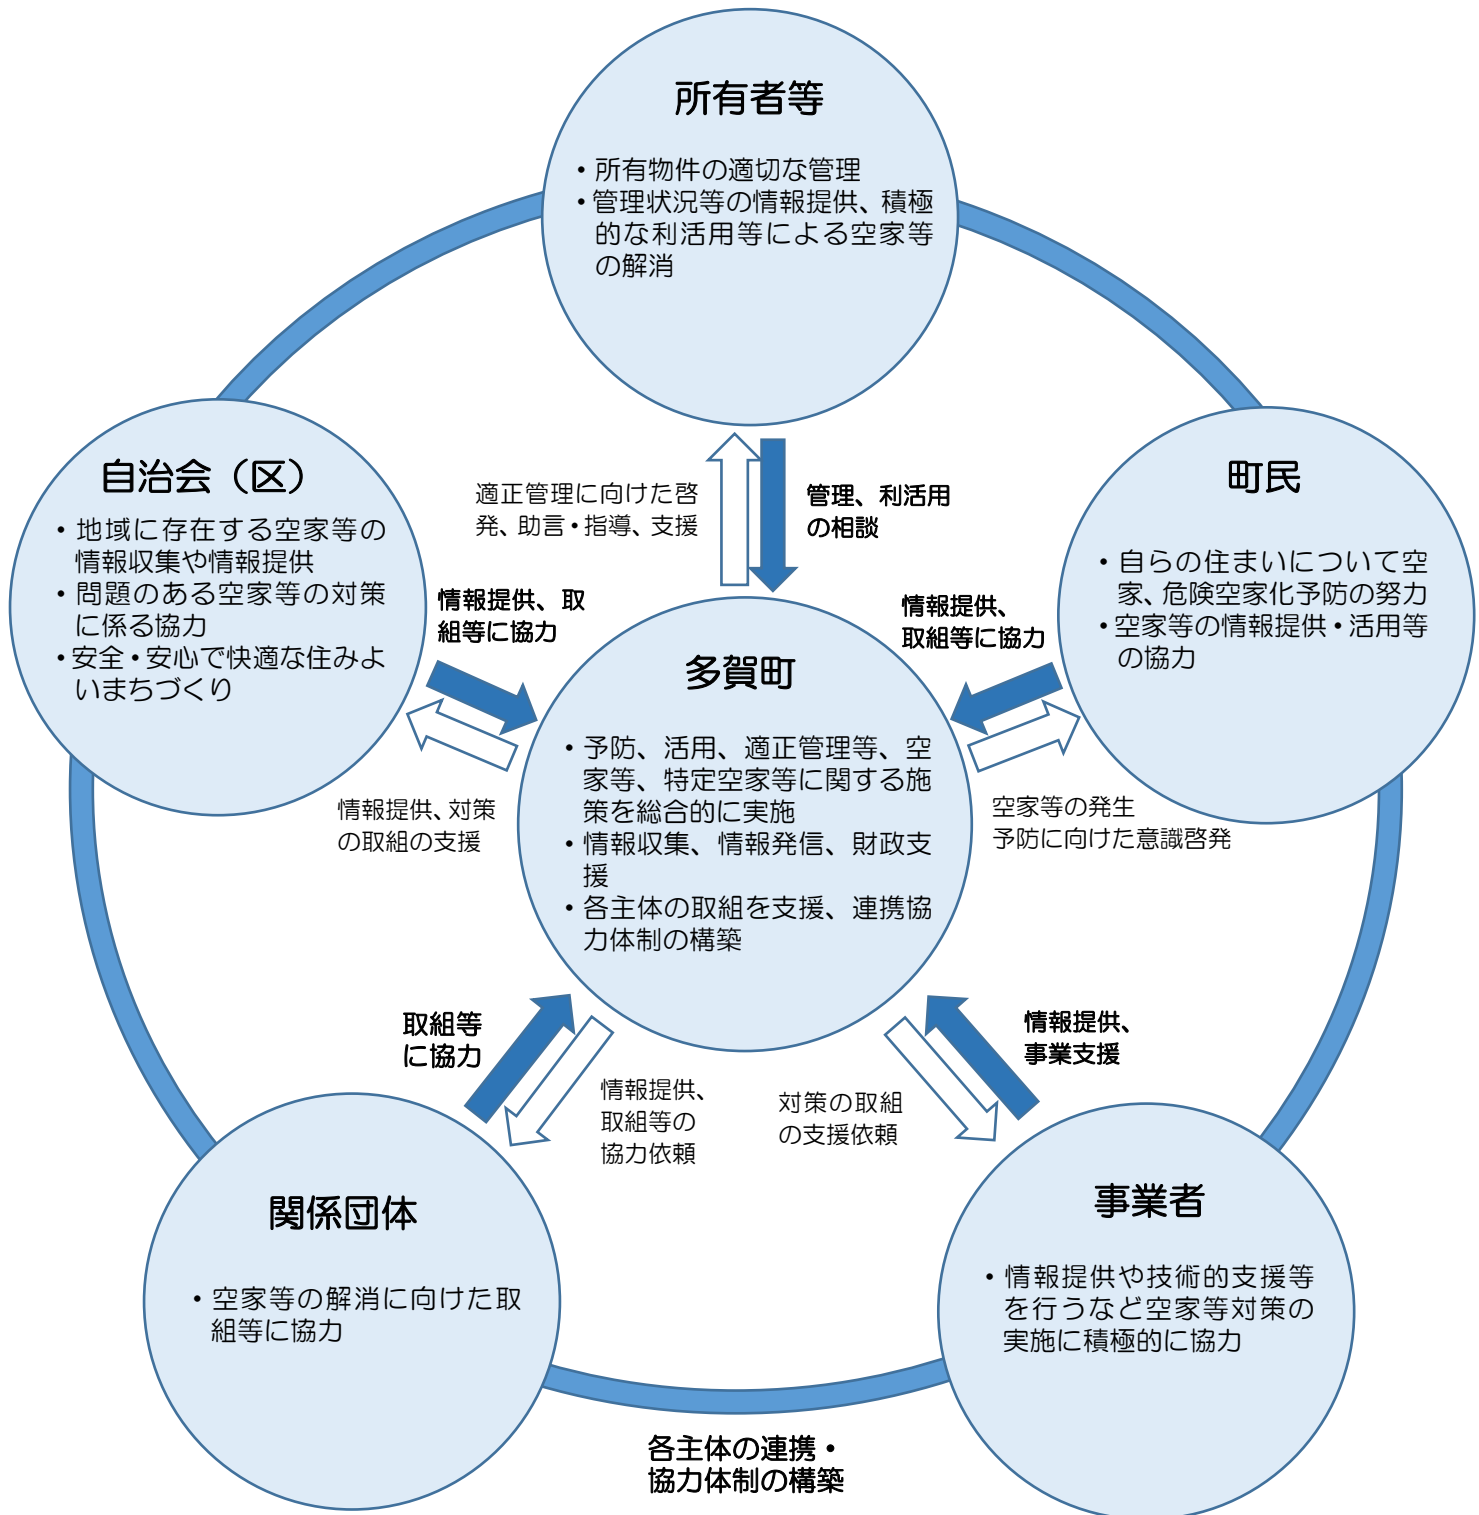 所有者等
・所有物件の適切な管理
・管理状況等の情報提供、積極
的な利活用等による空家等
の解消
自治会（区）
・地域に存在する空家等の
情報収集や情報提供
・問題のある空家等の対策
に係る協力
・安全・安心で快適な住みよ
いまちづくり
町民
・自らの住まいについて空
家、危険空家化予防の努力
・空家等の情報提供・活用等
の協力
適正管理に向けた啓
発、助言・指導、支援
管理、利活用
の相談
情報提供、取
組等に協力
情報提供、
取組等に協力
多賀町
・予防、活用、適正管理等、空
家等、特定空家等に関する施
策を総合的に実施
・情報収集、情報発信、財政支
援
・各主体の取組を支援、連携協
力体制の構築
情報提供、対策
の取組の支援
空家等の発生
予防に向けた意識啓発
取組等
に協力
情報提供、
取組等の
協力依頼
対策の取組
の支援依頼
情報提供、
事業支援
関係団体
・空家等の解消に向けた取
組等に協力
事業者
・情報提供や技術的支援等
を行うなど空家等対策の
実施に積極的に協力
各主体の連携・
協力体制の構築